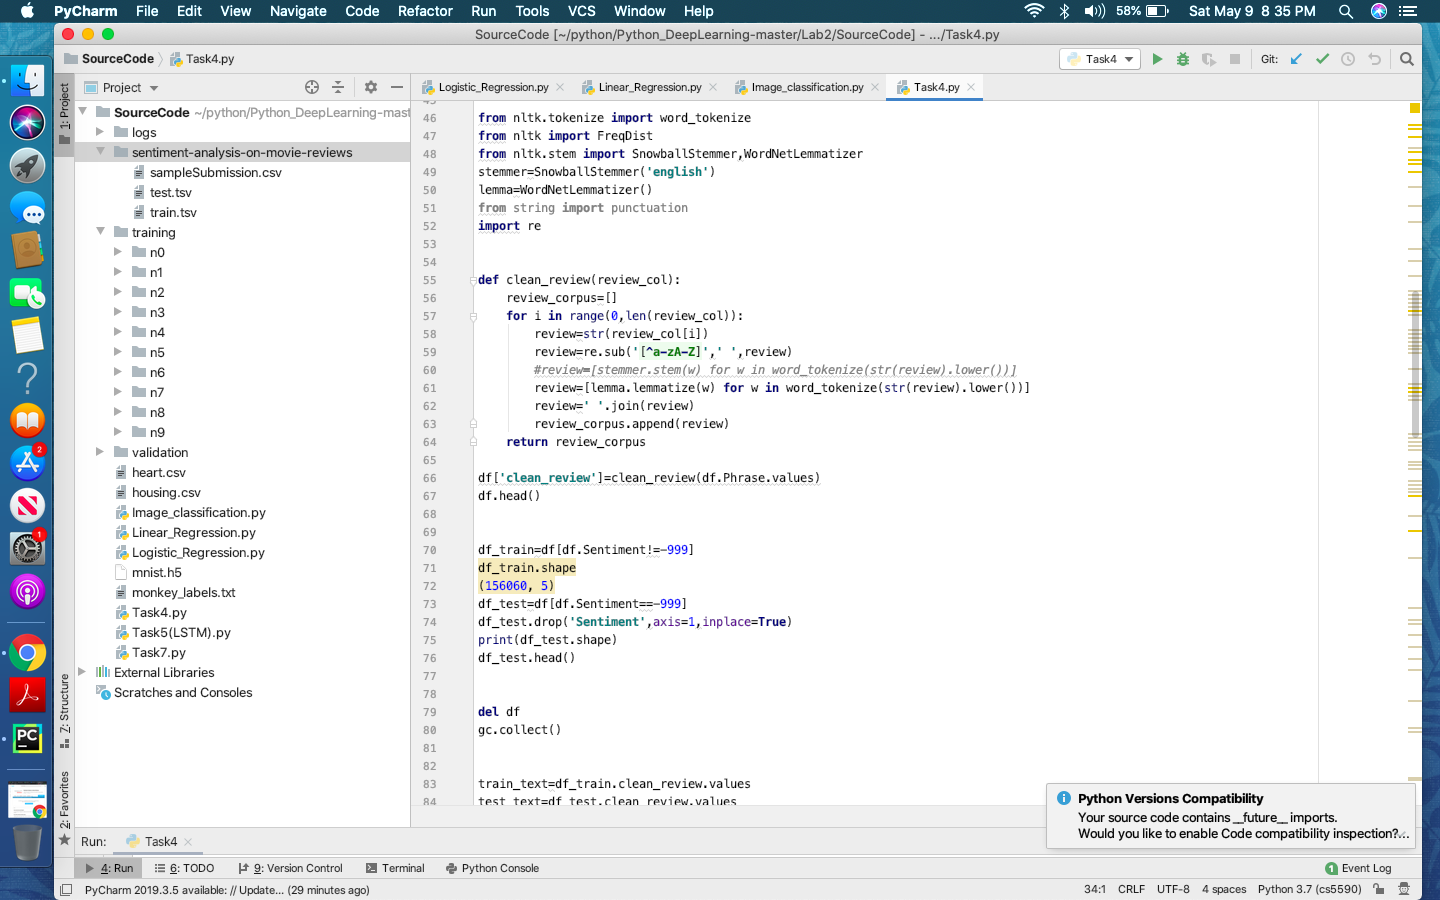 PyCharm File Edit View Navigate Code Refactor Run Tools VCS Window Help 58% Sat May 9 8 35 PM
SourceCode [~/python/Python_DeepLearning-master/Lab2/SourceCode] - .../Task4.py
SourceCode Task4.py Task4 Git:
Project Logistic_Regression.py Linear_Regression.py Image_classification.py Task4.py
1: Project
SourceCode ~/python/Python_DeepLearning-mast
logs
sentiment-analysis-on-movie-reviews
sampleSubmission.csv
test.tsv
train.tsv
training
n0
n1
n2
n3
n4
n5
n6
n7
n8
n9
validation
heart.csv
housing.csv
Image_classification.py
Linear_Regression.py
Logistic_Regression.py
mnist.h5
monkey_labels.txt
Task4.py
Task5(LSTM).py
Task7.py
External Libraries
Scratches and Consoles
Z: Structure
2: Favorites
45
46 from nltk.tokenize import word_tokenize
47 from nltk import FreqDist
48 from nltk.stem import SnowballStemmer,WordNetLemmatizer
49 stemmer=SnowballStemmer('english')
50 lemma=WordNetLemmatizer()
51 from string import punctuation
52 import re
53
54
55 def clean_review(review_col):
56 review_corpus=[]
57 for i in range(0,len(review_col)):
58 review=str(review_col[i])
59 review=re.sub('[^a-zA-Z]',' ',review)
60 #review=[stemmer.stem(w) for w in word_tokenize(str(review).lower())]
61 review=[lemma.lemmatize(w) for w in word_tokenize(str(review).lower())]
62 review=' '.join(review)
63 review_corpus.append(review)
64 return review_corpus
65
66 df['clean_review']=clean_review(df.Phrase.values)
67 df.head()
68
69
70 df_train=df[df.Sentiment!=-999]
71 df_train.shape
72 (156060, 5)
73 df_test=df[df.Sentiment==-999]
74 df_test.drop('Sentiment',axis=1,inplace=True)
75 print(df_test.shape)
76 df_test.head()
77
78
79 del df
80 gc.collect()
81
82
83 train_text=df_train.clean_review.values
84 test_text=df_test.clean_review.values
Python Versions Compatibility
Your source code contains __future__ imports.
Would you like to enable Code compatibility inspection?...
Run: Task4
4: Run 6: TODO 9: Version Control Terminal Python Console 1 Event Log
PyCharm 2019.3.5 available: // Update... (29 minutes ago) 34:1 CRLF UTF-8 4 spaces Python 3.7 (cs5590)
2
1
PC